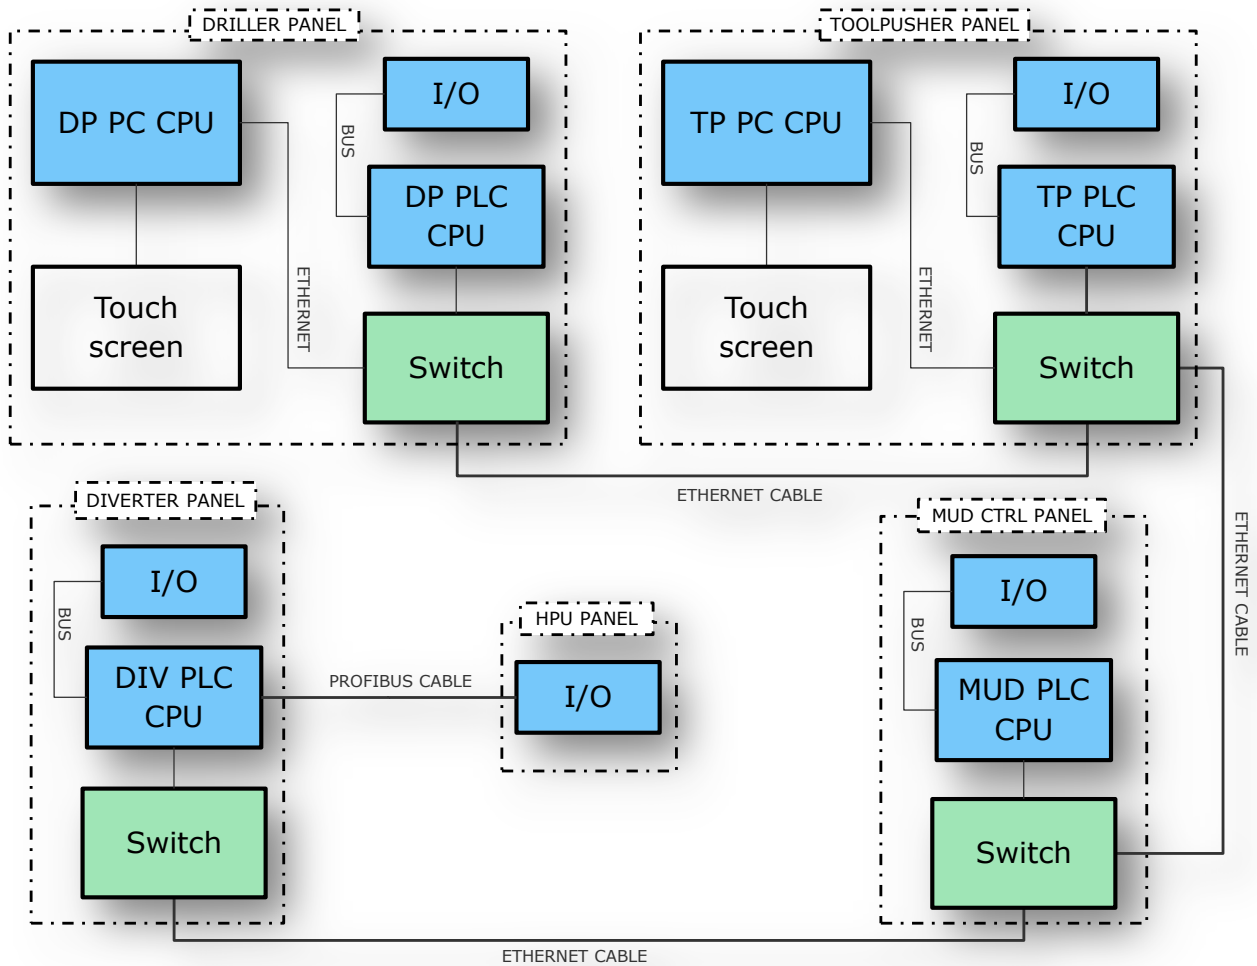 DRILLER PANEL
DP PC CPU
I/O
BUS
DP PLC
CPU
ETHERNET
Touch
screen
Switch
TOOLPUSHER PANEL
TP PC CPU
I/O
BUS
TP PLC
CPU
ETHERNET
Touch
screen
Switch
ETHERNET CABLE
ETHERNET CABLE
DIVERTER PANEL
I/O
BUS
DIV PLC
CPU
Switch
PROFIBUS CABLE
HPU PANEL
I/O
MUD CTRL PANEL
I/O
BUS
MUD PLC
CPU
Switch
ETHERNET CABLE